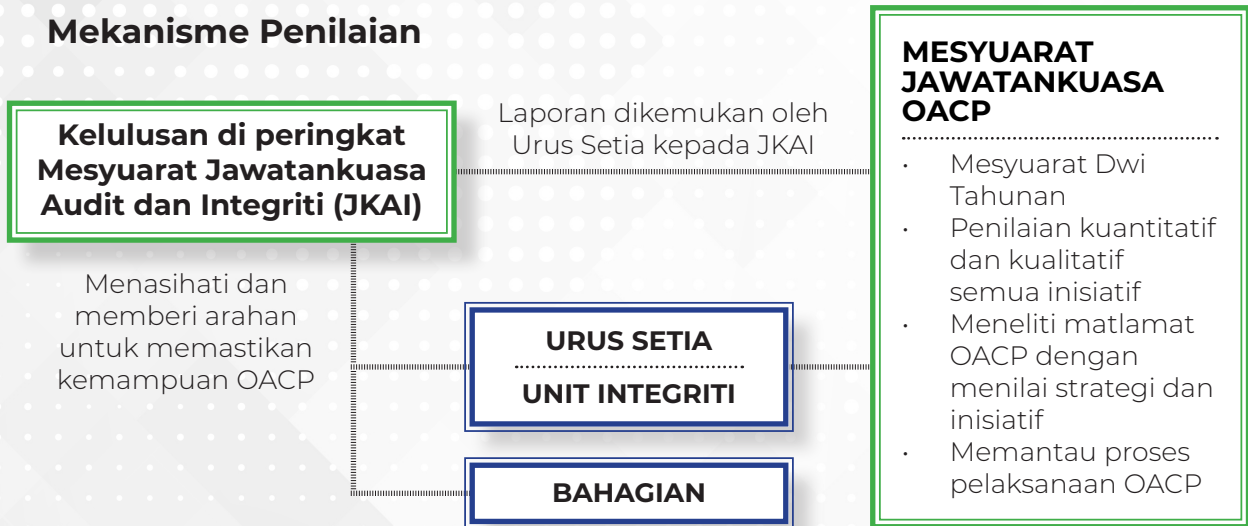 Mekanisme Penilaian
Kelulusan di peringkat
Mesyuarat Jawatankuasa
Audit dan Integriti (JKAI)
Laporan dikemukan oleh
Urus Setia kepada JKAI
Menasihati dan
memberi arahan
untuk memastikan
kemampuan OACP
URUS SETIA
UNIT INTEGRITI
BAHAGIAN
MESYUARAT
JAWATANKUASA
OACP
• Mesyuarat Dwi
Tahunan
• Penilaian kuantitatif
dan kualitatif
semua inisiatif
• Meneliti matlamat
OACP dengan
menilai strategi dan
inisiatif
• Memantau proses
pelaksanaan OACP